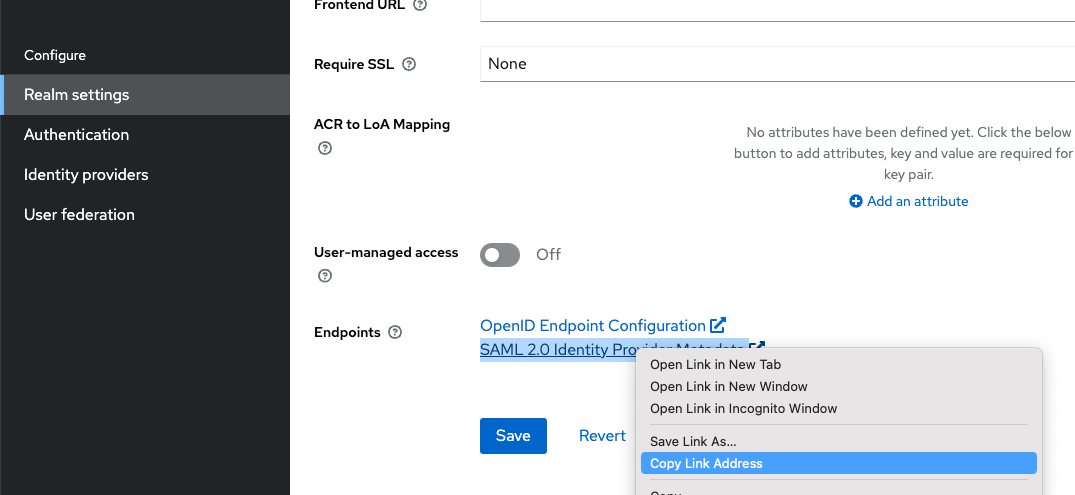 Configure
Realm settings
Authentication
Identity providers
User federation
Frontend URL
Require SSL
None
ACR to LoA Mapping
No attributes have been defined yet. Click the below
button to add attributes, key and value are required for
key pair.
Add an attribute
User-managed access
Off
Endpoints
OpenID Endpoint Configuration
SAML 2.0 Identity Provider Metadata
Open Link in New Tab
Open Link in New Window
Open Link in Incognito Window
Save Link As...
Copy Link Address
Copy
Save
Revert